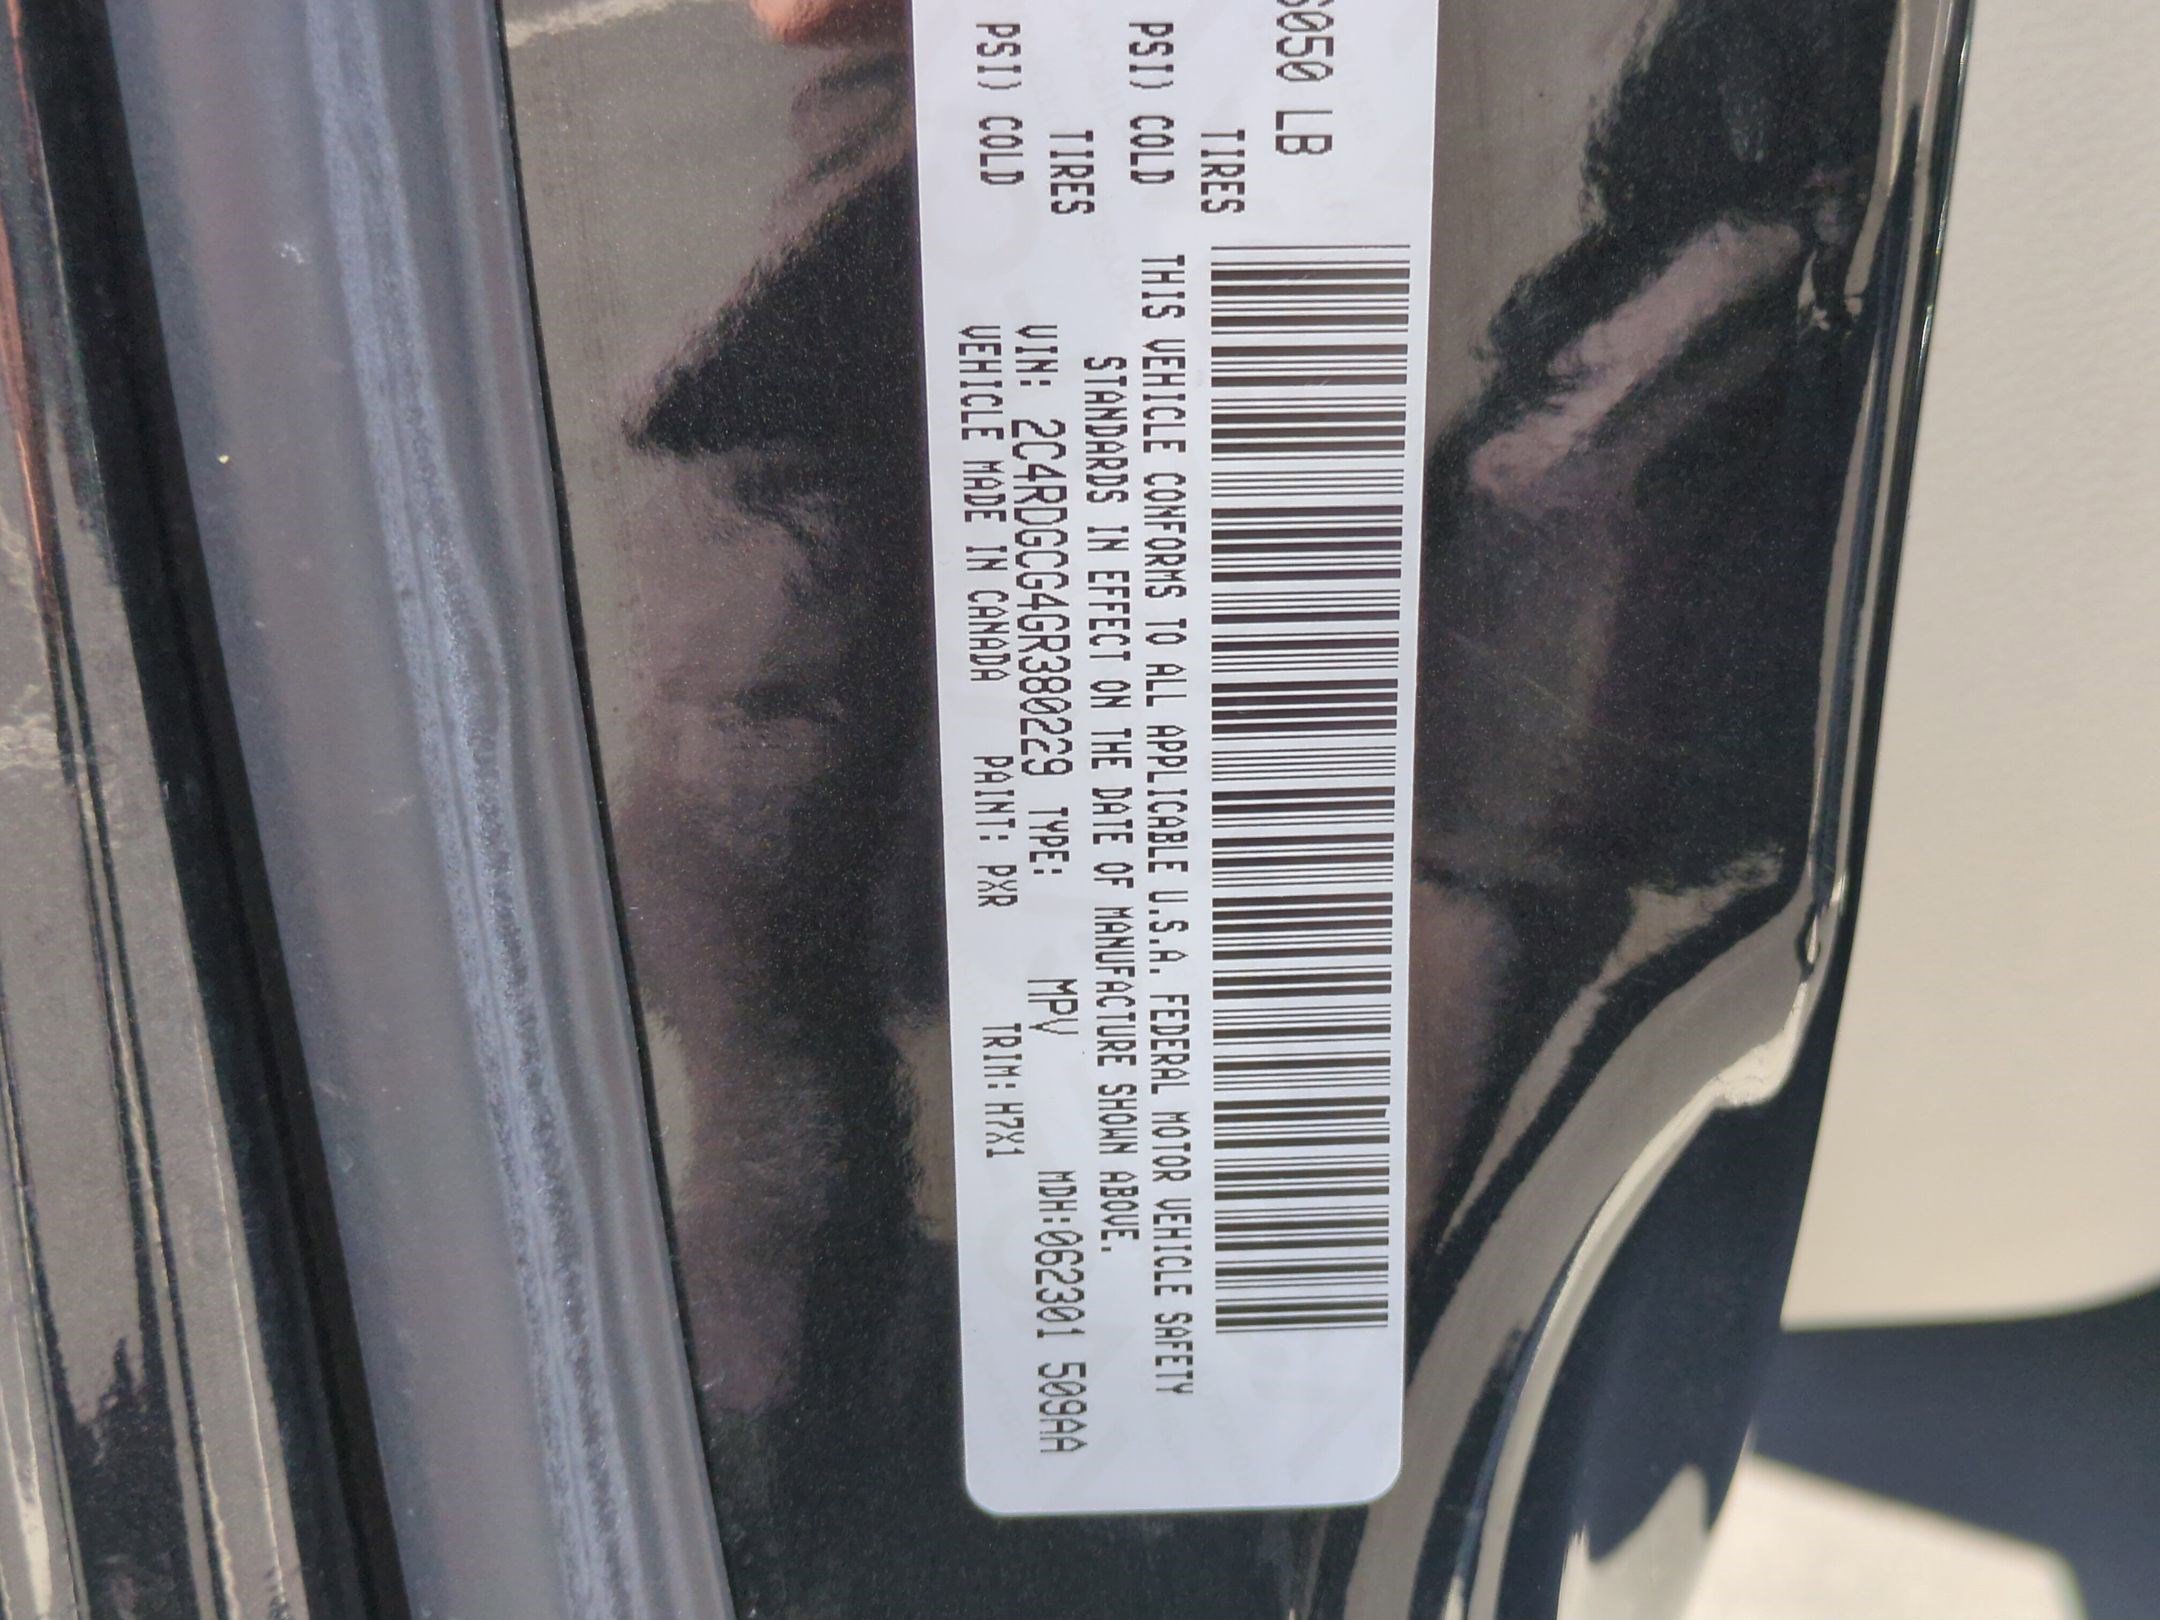 6050 LB
TIRES
PSI) COLD
TIRES
PSI) COLD
THIS VEHICLE CONFORMS TO ALL APPLICABLE U.S.A. FEDERAL MOTOR VEHICLE SAFETY
STANDARDS IN EFFECT ON THE DATE OF MANUFACTURE SHOWN ABOVE.
VIN: 2C4RDGCG4GR380229 TYPE: MPV MDH:062301 509AA
VEHICLE MADE IN CANADA PAINT: PXR TRIM: H7X1